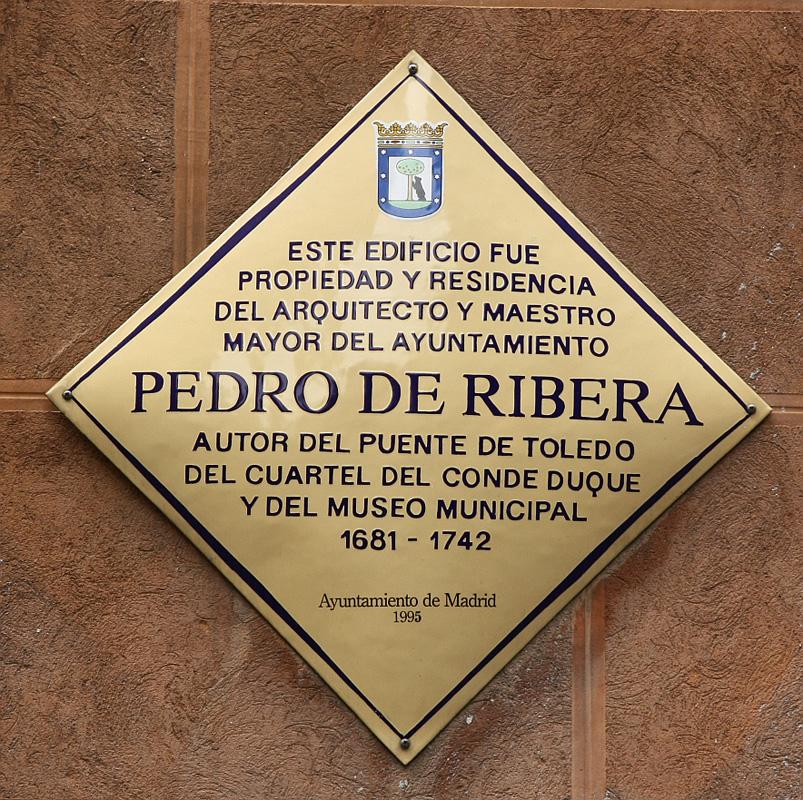 ESTE EDIFICIO FUE
PROPIEDAD Y RESIDENCIA
DEL ARQUITECTO Y MAESTRO
MAYOR DEL AYUNTAMIENTO
PEDRO DE RIBERA
AUTOR DEL PUENTE DE TOLEDO
DEL CUARTEL DEL CONDE DUQUE
Y DEL MUSEO MUNICIPAL
1681 - 1742
Ayuntamiento de Madrid
1995